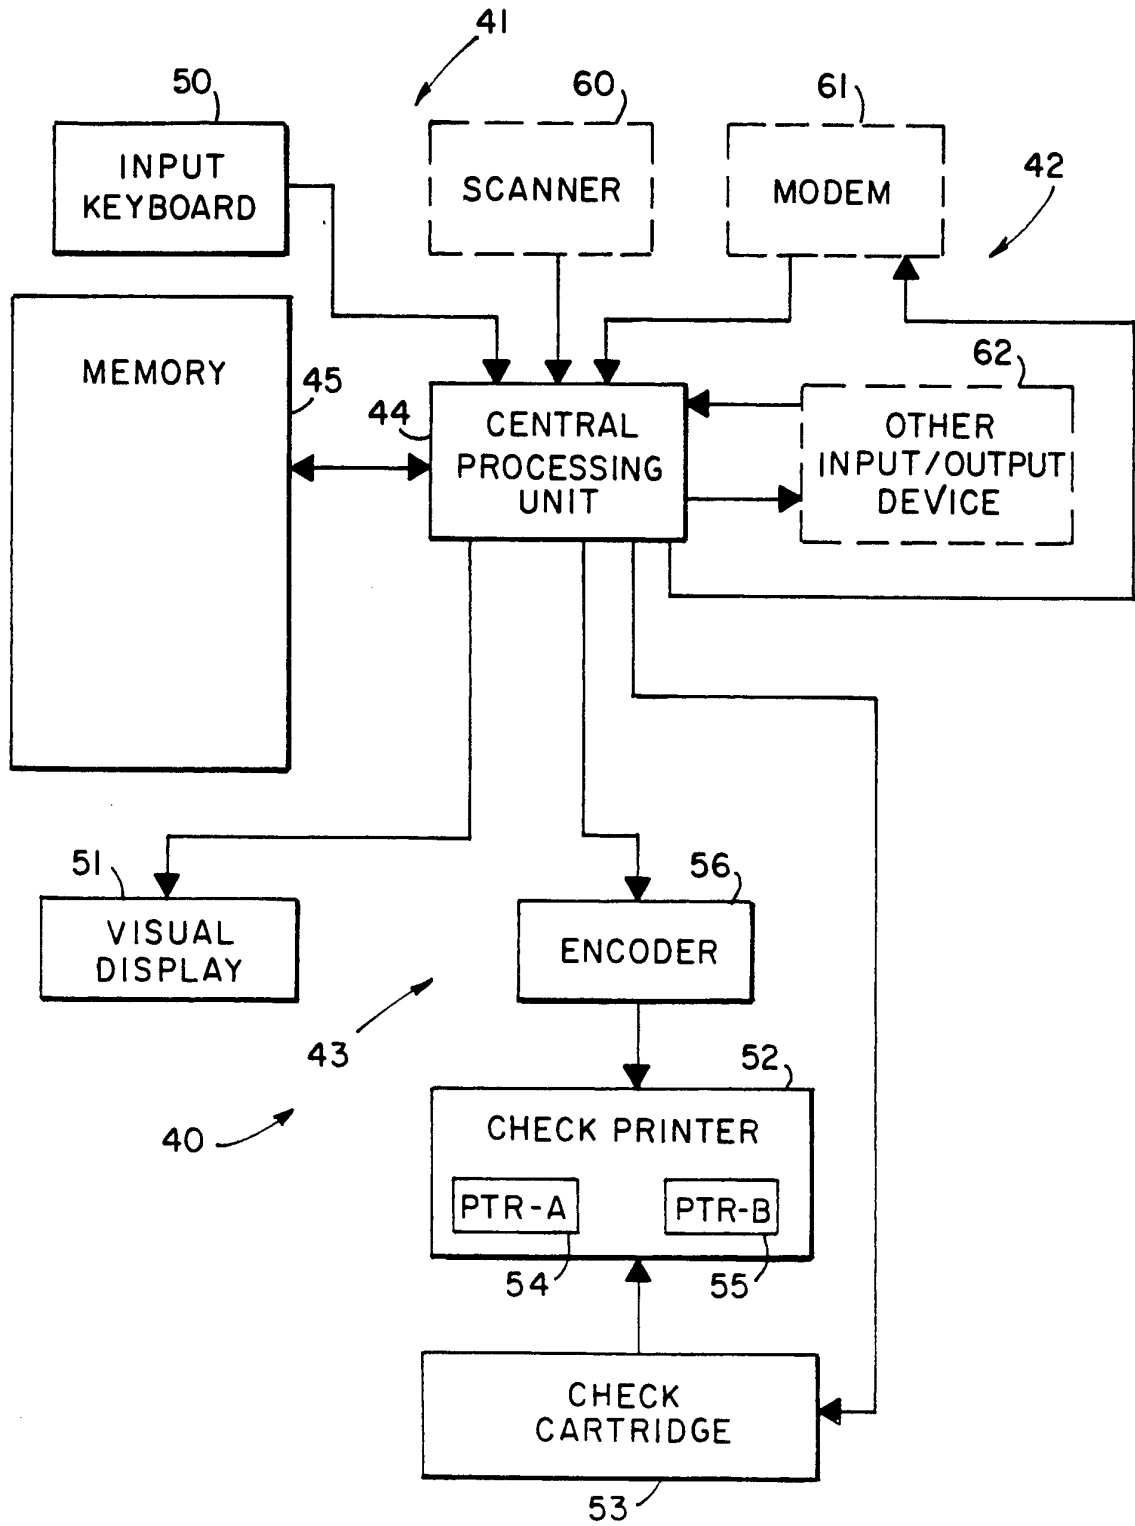 41
50
60
61
42
INPUT
KEYBOARD
SCANNER
MODEM
MEMORY
45
44
CENTRAL
PROCESSING
UNIT
62
OTHER
INPUT/OUTPUT
DEVICE
51
VISUAL
DISPLAY
56
ENCODER
43
40
52
CHECK PRINTER
PTR-A
PTR-B
54
55
CHECK
CARTRIDGE
53